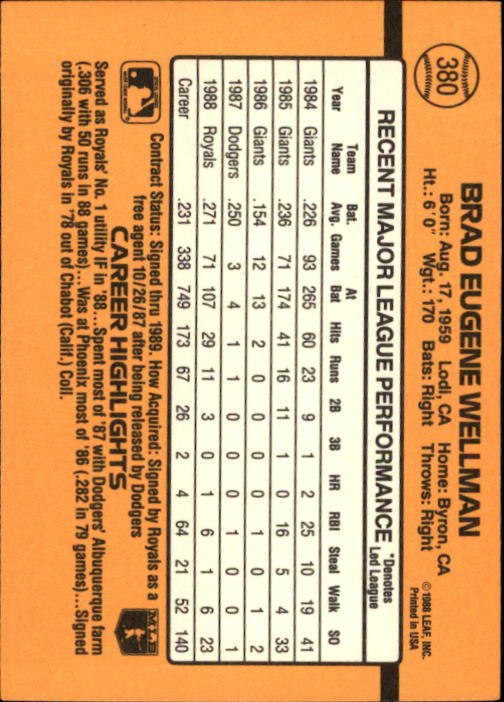 380
BRAD EUGENE WELLMAN
Born: Aug. 17, 1959 Lodi, CA Home: Byron, CA
Ht.: 6'0" Wgt.: 170 Bats: Right Throws: Right
©1988 LEAF, INC.
Printed in USA
RECENT MAJOR LEAGUE PERFORMANCE
*Denotes
Led League
Year Team Name Bat. Avg. Games At Bat Hits Runs 2B 3B HR RBI Steal Walk SO
1984 Giants .226 93 265 60 23 9 1 2 25 10 19 41
1985 Giants .236 71 174 41 16 11 1 0 16 5 4 33
1986 Giants .154 12 13 2 0 0 0 0 1 0 1 2
1987 Dodgers .250 3 4 1 1 0 0 0 1 0 0 1
1988 Royals .271 71 107 29 11 3 0 1 6 1 6 23
Career .231 338 749 173 67 26 2 4 64 21 52 140
Contract Status: Signed thru 1989. How Acquired: Signed by Royals as a
free agent 10/26/87 after being released by Dodgers
CAREER HIGHLIGHTS
MLB
Served as Royals' No. 1 utility IF in '88...Spent most of '87 with Dodgers' Albuquerque farm
(.306 with 50 runs in 88 games)...Was at Phoenix most of '86 (.282 in 79 games)...Signed
originally by Royals in '78 out of Chabot (Calif.) Coll.